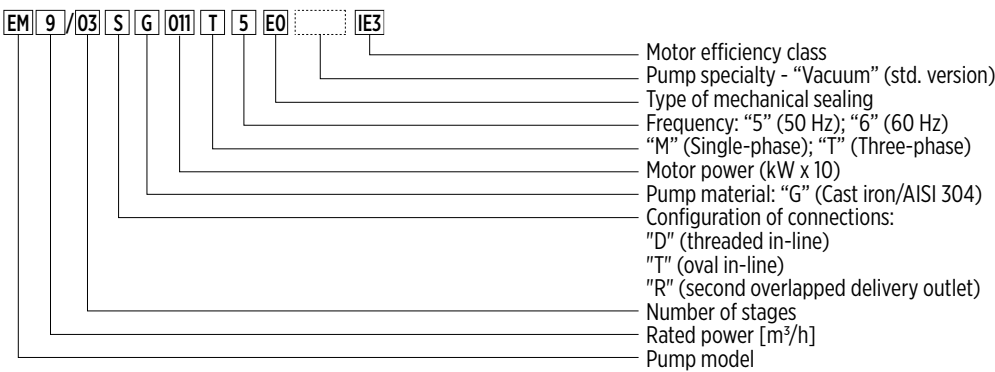 EM 9 /03 S G 011 T 5 E0 IE3
Motor efficiency class
Pump specialty - “Vacuum” (std. version)
Type of mechanical sealing
Frequency: “5” (50 Hz); “6” (60 Hz)
“M” (Single-phase); “T” (Three-phase)
Motor power (kW x 10)
Pump material: “G” (Cast iron/AISI 304)
Configuration of connections:
"D" (threaded in-line)
"T" (oval in-line)
"R" (second overlapped delivery outlet)
Number of stages
Rated power [m³/h]
Pump model